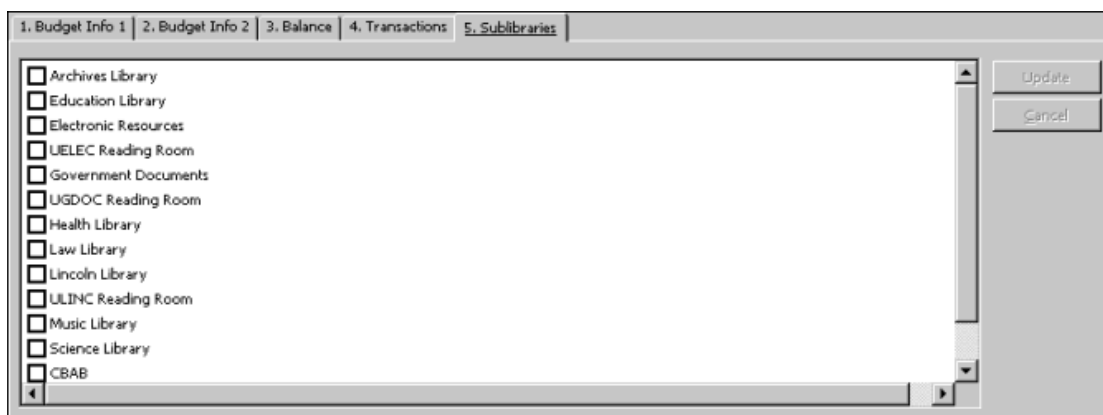 1. Budget Info 1 2. Budget Info 2 3. Balance 4. Transactions 5. Sublibraries
Archives Library
Update
Education Library
Cancel
Electronic Resources
UELEC Reading Room
Government Documents
UGDOC Reading Room
Health Library
Law Library
Lincoln Library
ULINC Reading Room
Music Library
Science Library
CBAB